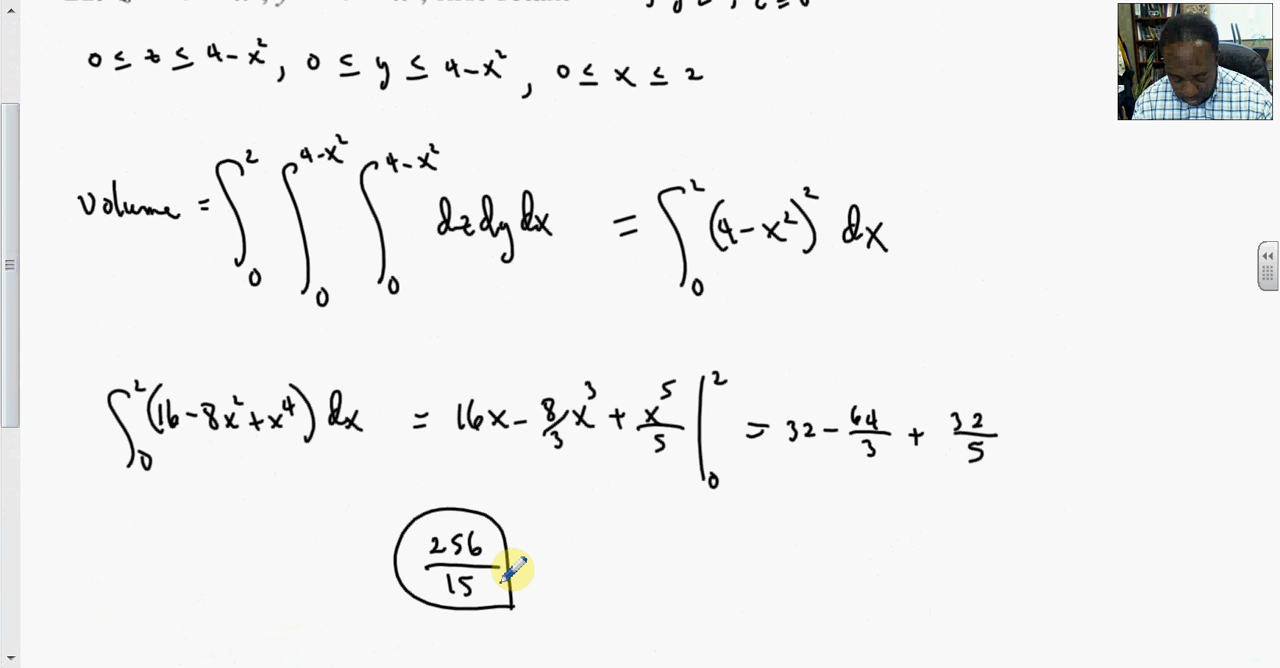 0 ≤ z ≤ 4-x², 0 ≤ y ≤ 4-x², 0 ≤ x ≤ 2
Volume = ∫₀² ∫₀^(4-x²) ∫₀^(4-x²) dz dy dx = ∫₀² (4-x²)² dx
∫₀² (16-8x²+x⁴) dx = 16x - 8/3 x³ + x⁵/5 |₀² = 32 - 64/3 + 32/5
256/15